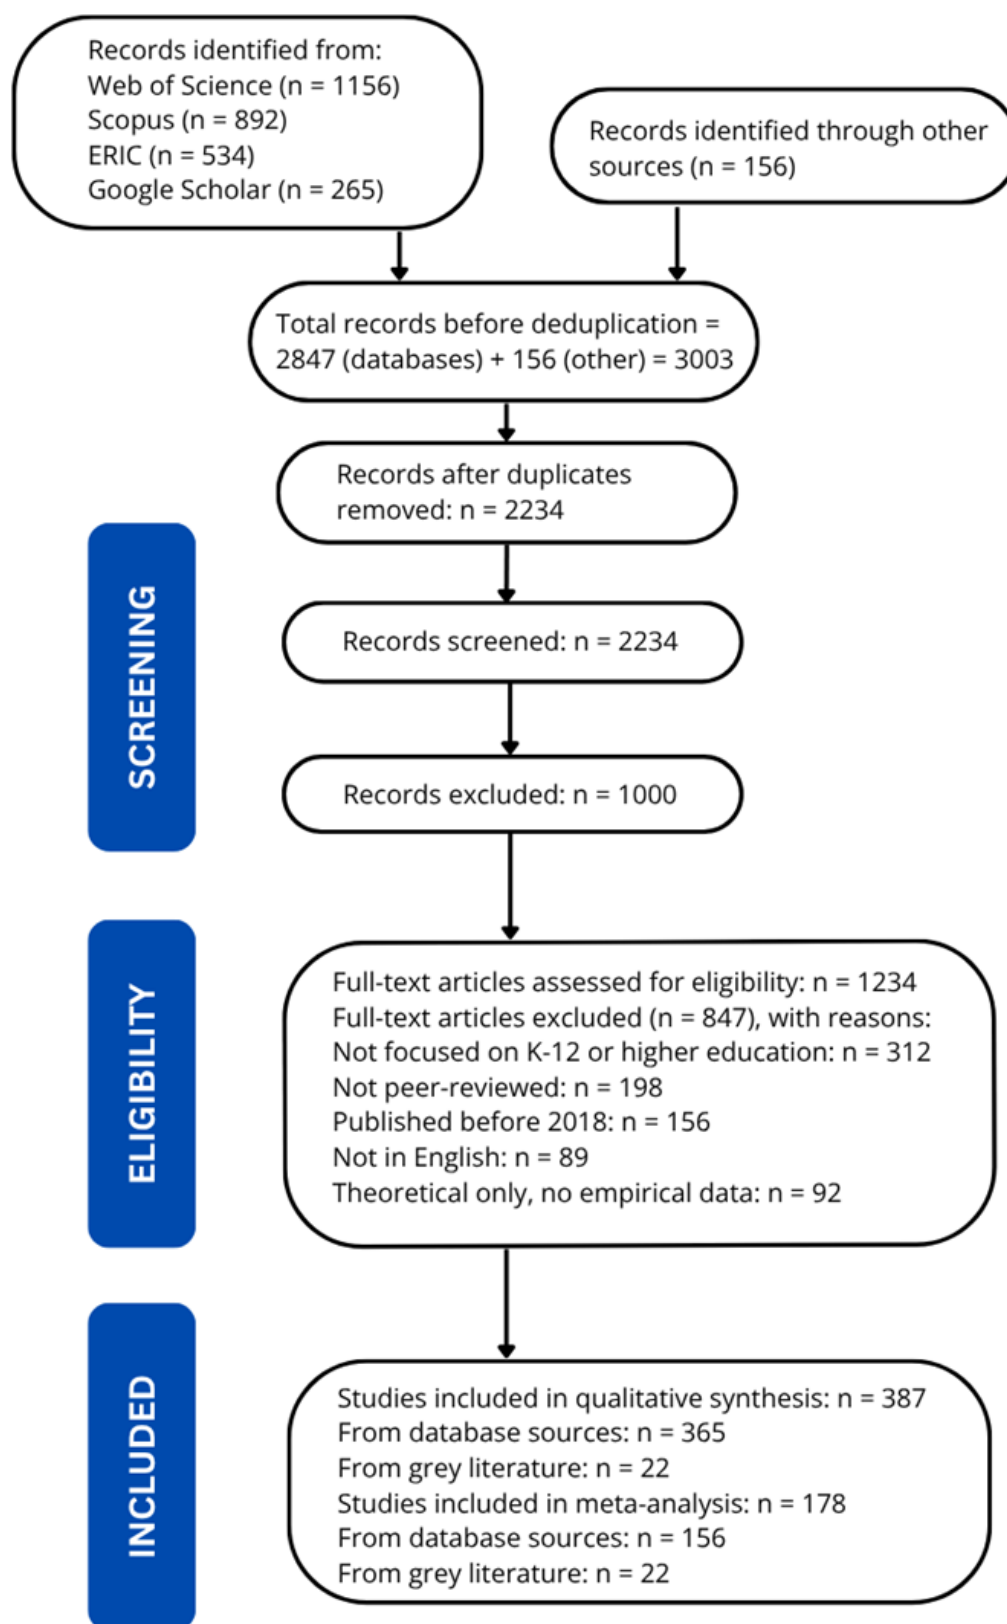 Records identified from:
Web of Science (n = 1156)
Scopus (n = 892)
ERIC (n = 534)
Google Scholar (n = 265)
Records identified through other
sources (n = 156)
Total records before deduplication =
2847 (databases) + 156 (other) = 3003
Records after duplicates
removed: n = 2234
SCREENING
Records screened: n = 2234
Records excluded: n = 1000
ELIGIBILITY
Full-text articles assessed for eligibility: n = 1234
Full-text articles excluded (n = 847), with reasons:
Not focused on K-12 or higher education: n = 312
Not peer-reviewed: n = 198
Published before 2018: n = 156
Not in English: n = 89
Theoretical only, no empirical data: n = 92
INCLUDED
Studies included in qualitative synthesis: n = 387
From database sources: n = 365
From grey literature: n = 22
Studies included in meta-analysis: n = 178
From database sources: n = 156
From grey literature: n = 22